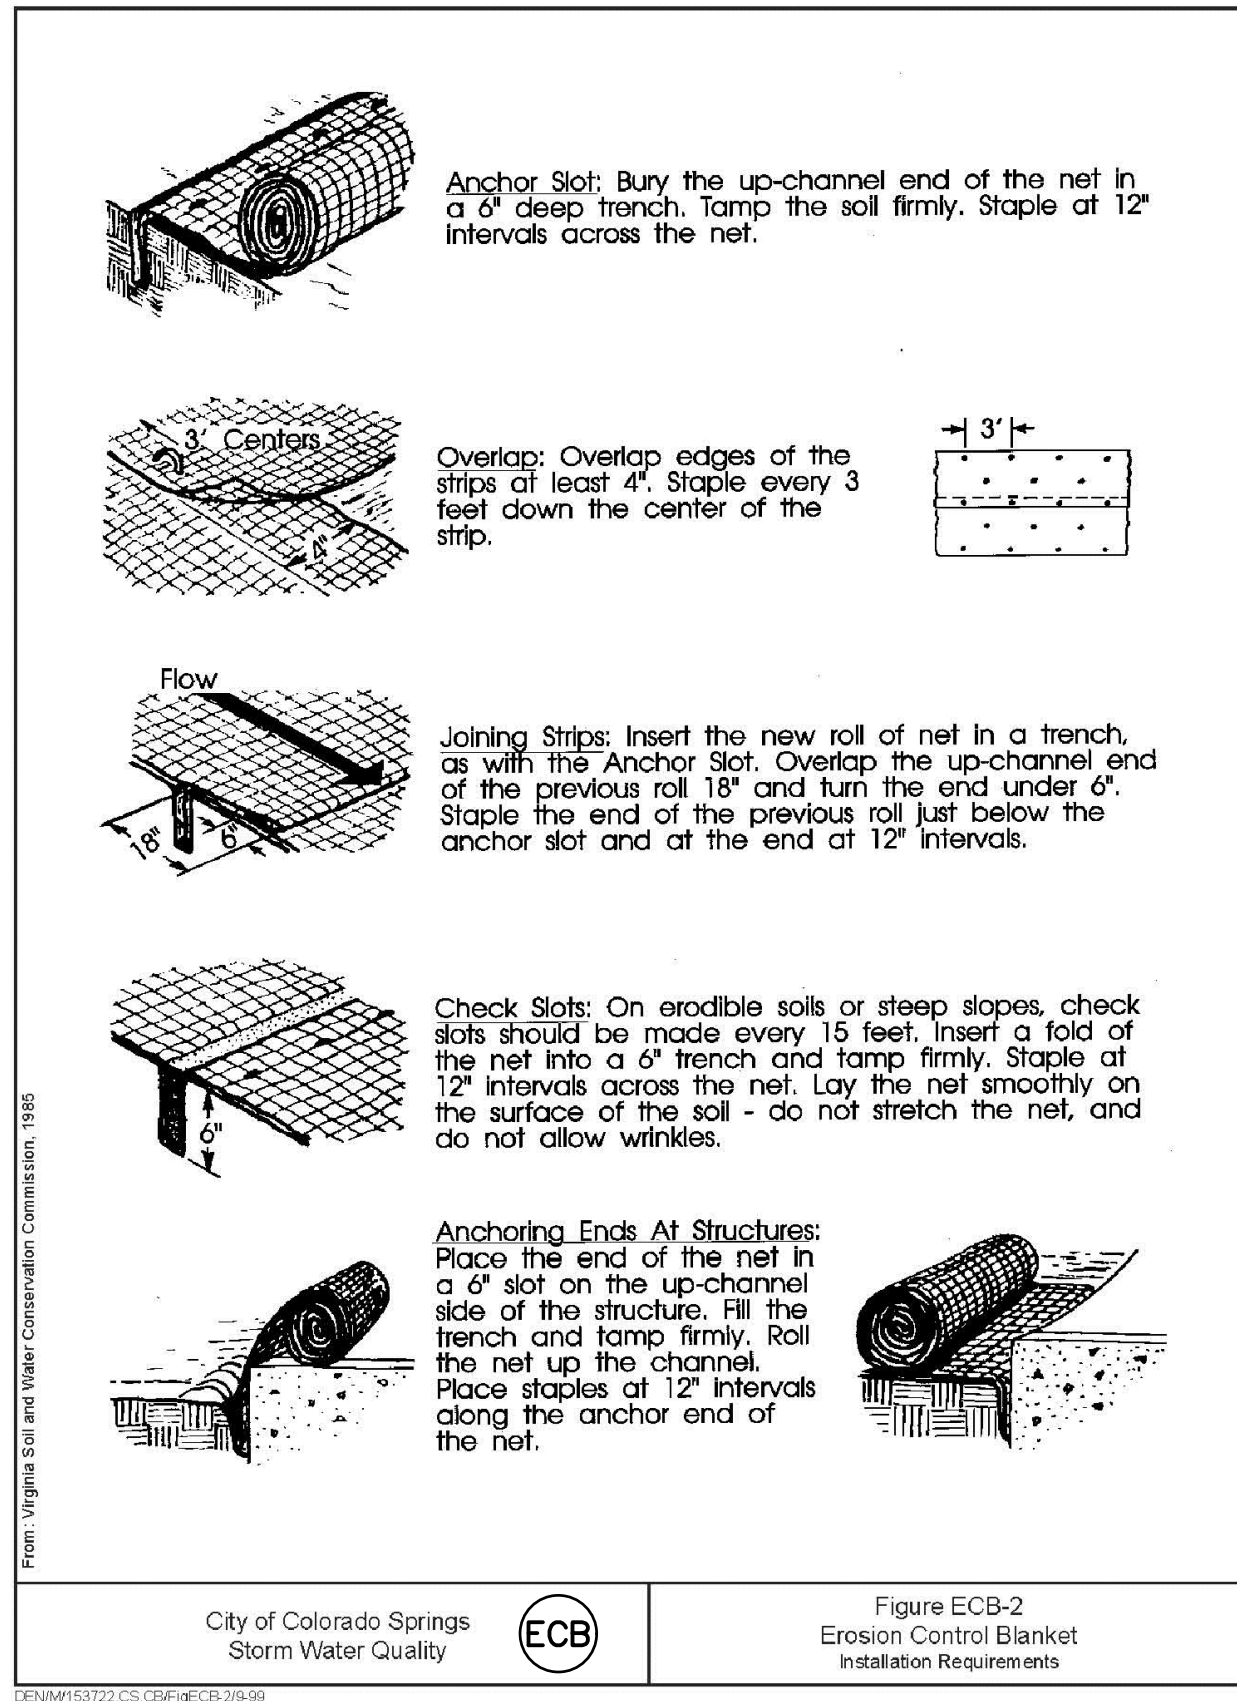 Anchor Slot: Bury the up-channel end of the net in
a 6" deep trench. Tamp the soil firmly. Staple at 12"
intervals across the net.
3' Centers
4"
Overlap: Overlap edges of the
strips at least 4". Staple every 3
feet down the center of the
strip.
3'
Flow
18"
6"
Joining Strips: Insert the new roll of net in a trench,
as with the Anchor Slot. Overlap the up-channel end
of the previous roll 18" and turn the end under 6".
Staple the end of the previous roll just below the
anchor slot and at the end at 12" intervals.
6"
Check Slots: On erodible soils or steep slopes, check
slots should be made every 15 feet. Insert a fold of
the net into a 6" trench and tamp firmly. Staple at
12" intervals across the net. Lay the net smoothly on
the surface of the soil - do not stretch the net, and
do not allow wrinkles.
Anchoring Ends At Structures:
Place the end of the net in
a 6" slot on the up-channel
side of the structure. Fill the
trench and tamp firmly. Roll
the net up the channel.
Place staples at 12" intervals
along the anchor end of
the net.
From: Virginia Soil and Water Conservation Commission, 1985
City of Colorado Springs
Storm Water Quality
ECB
Figure ECB-2
Erosion Control Blanket
Installation Requirements
DEN/M/153722.CS.CB/FigECB-2/9-99